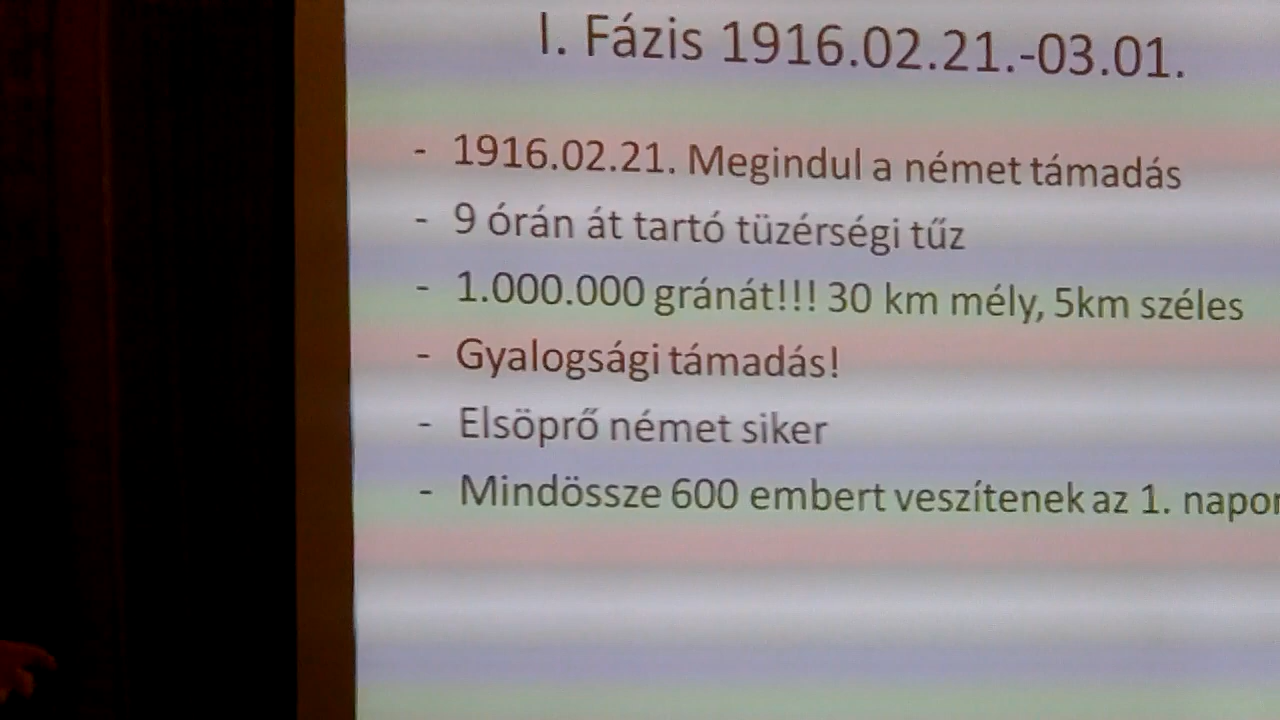 I. Fázis 1916.02.21.-03.01.
- 1916.02.21. Megindul a német támadás
- 9 órán át tartó tüzérségi tűz
- 1.000.000 gránát!!! 30 km mély, 5km széles
- Gyalogsági támadás!
- Elsöprő német siker
- Mindössze 600 embert veszítenek az 1. napon